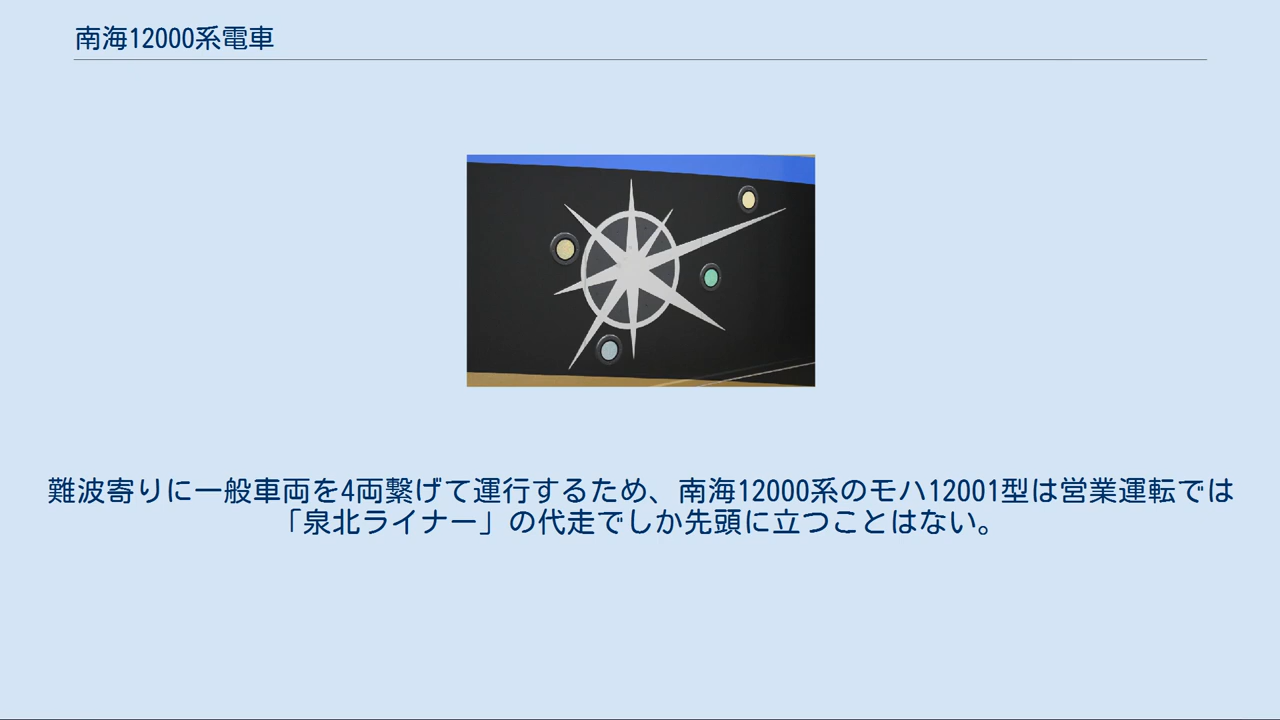 南海12000系電車
難波寄りに一般車両を4両繋げて運行するため、南海12000系のモハ12001型は営業運転では
「泉北ライナー」の代走でしか先頭に立つことはない。